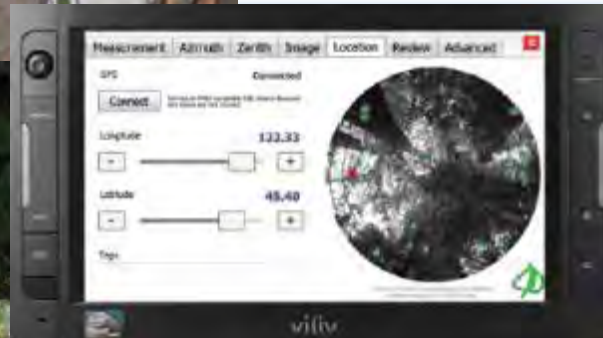 Measurement Azimuth Zenith Image Location Review Advanced
GPS Connected
Connect
Longitude 122.33
- +
Latitude 45.40
- +
Tags
viliv